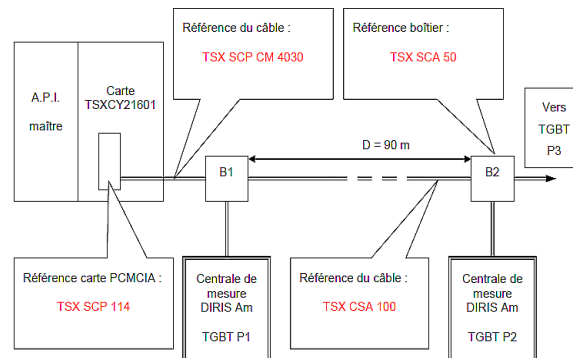 Référence du câble :
TSX SCP CM 4030
Référence boîtier :
TSX SCA 50
A.P.I.
maître
Carte
TSXCY21601
Vers
TGBT
P3
D = 90 m
B1
B2
Référence carte PCMCIA :
TSX SCP 114
Centrale de
mesure
DIRIS Am
TGBT P1
Référence du câble :
TSX CSA 100
Centrale de
mesure
DIRIS Am
TGBT P2